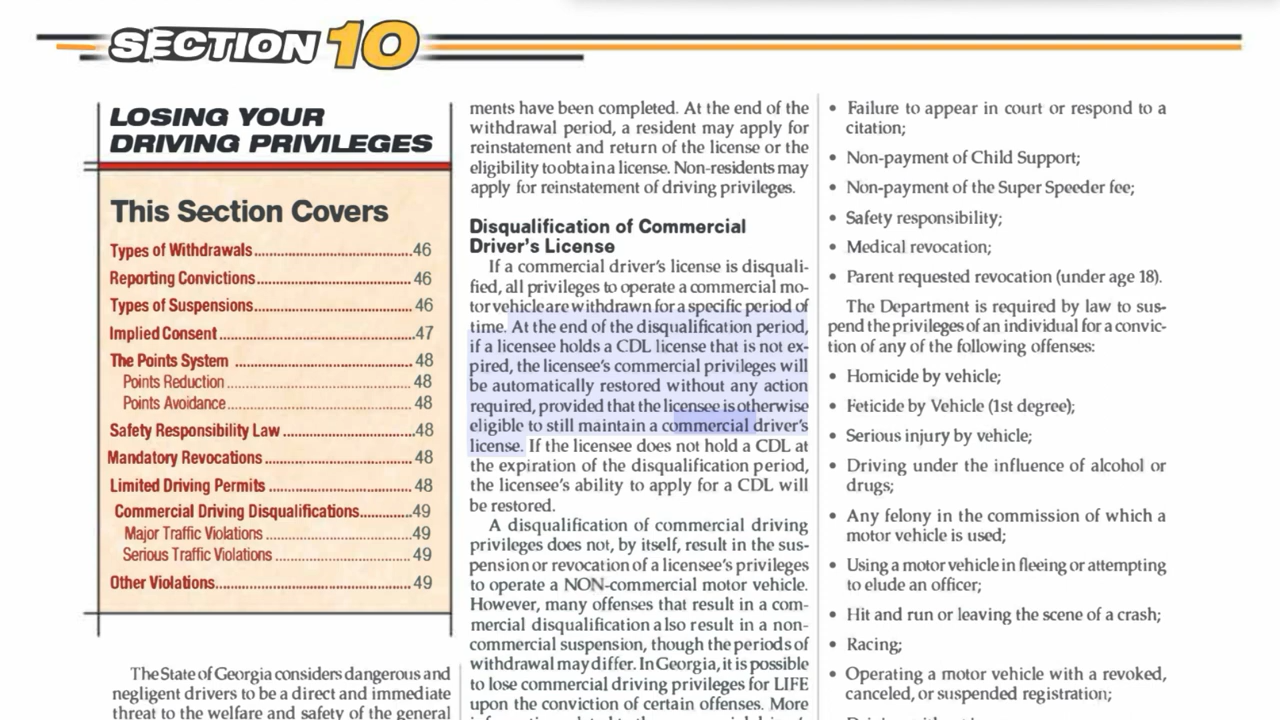 SECTION 10
LOSING YOUR
DRIVING PRIVILEGES
This Section Covers
Types of Withdrawals..........................................46
Reporting Convictions.........................................46
Types of Suspensions..........................................46
Implied Consent...................................................47
The Points System ..............................................48
Points Reduction.................................................48
Points Avoidance.................................................48
Safety Responsibility Law...................................48
Mandatory Revocations.......................................48
Limited Driving Permits.......................................48
Commercial Driving Disqualifications.............49
Major Traffic Violations........................................49
Serious Traffic Violations.....................................49
Other Violations...................................................49
The State of Georgia considers dangerous and
negligent drivers to be a direct and immediate
threat to the welfare and safety of the general
ments have been completed. At the end of the
withdrawal period, a resident may apply for
reinstatement and return of the license or the
eligibility to obtain a license. Non-residents may
apply for reinstatement of driving privileges.
Disqualification of Commercial
Driver's License
If a commercial driver's license is disquali-
fied, all privileges to operate a commercial mo-
tor vehicle are withdrawn for a specific period of
time. At the end of the disqualification period,
if a licensee holds a CDL license that is not ex-
pired, the licensee's commercial privileges will
be automatically restored without any action
required, provided that the licensee is otherwise
eligible to still maintain a commercial driver's
license. If the licensee does not hold a CDL at
the expiration of the disqualification period,
the licensee's ability to apply for a CDL will
be restored.
A disqualification of commercial driving
privileges does not, by itself, result in the sus-
pension or revocation of a licensee's privileges
to operate a NON-commercial motor vehicle.
However, many offenses that result in a com-
mercial disqualification also result in a non-
commercial suspension, though the periods of
withdrawal may differ. In Georgia, it is possible
to lose commercial driving privileges for LIFE
upon the conviction of certain offenses. More
• Failure to appear in court or respond to a
citation;
• Non-payment of Child Support;
• Non-payment of the Super Speeder fee;
• Safety responsibility;
• Medical revocation;
• Parent requested revocation (under age 18).
The Department is required by law to sus-
pend the privileges of an individual for a convic-
tion of any of the following offenses:
• Homicide by vehicle;
• Feticide by Vehicle (1st degree);
• Serious injury by vehicle;
• Driving under the influence of alcohol or
drugs;
• Any felony in the commission of which a
motor vehicle is used;
• Using a motor vehicle in fleeing or attempting
to elude an officer;
• Hit and run or leaving the scene of a crash;
• Racing;
• Operating a motor vehicle with a revoked,
canceled, or suspended registration;